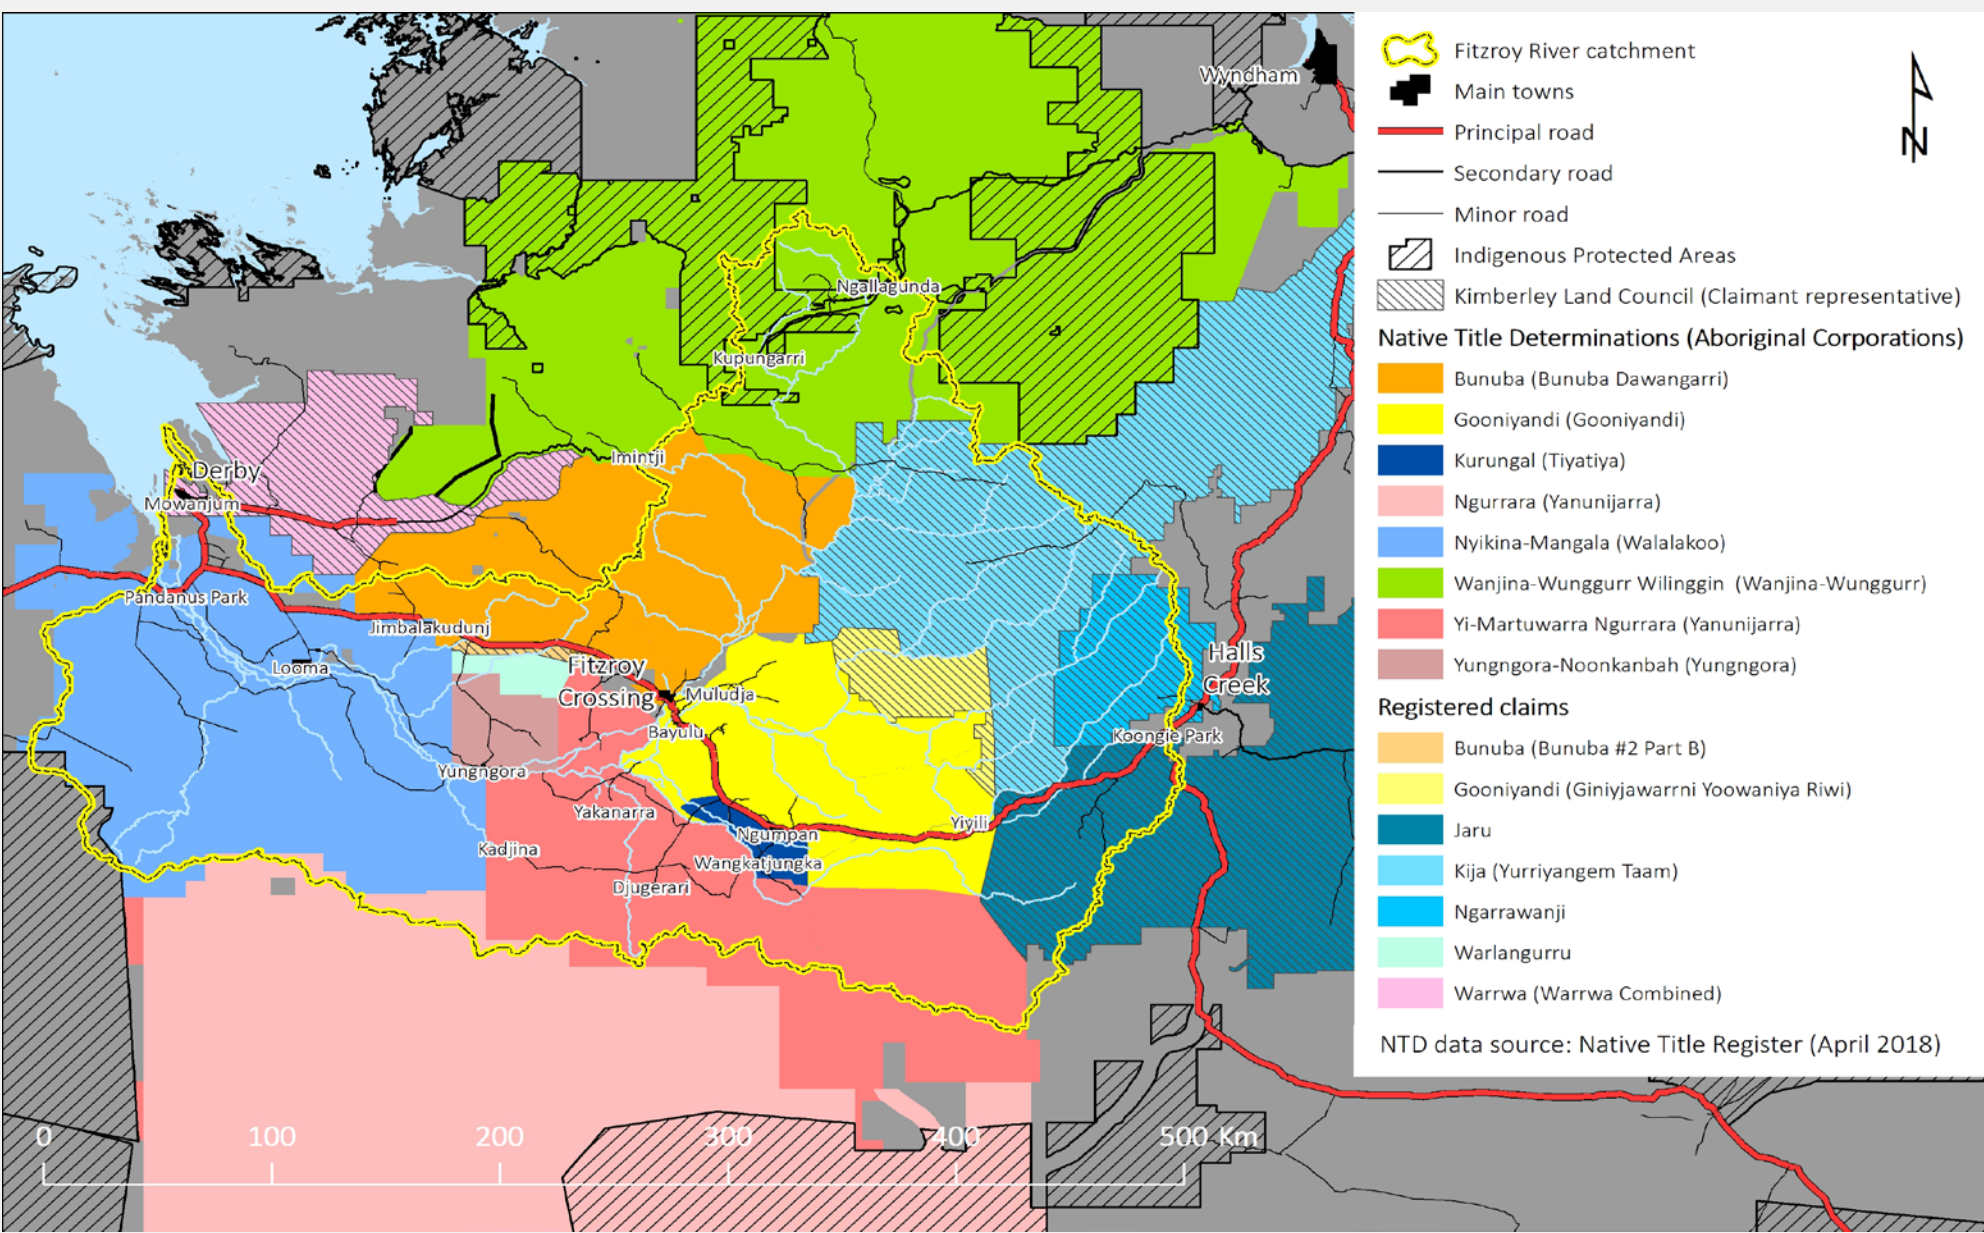 Wyndham
Ngallagunda
Kupungarri
Imintji
Derby
Mowanjum
Pandanus Park
Jimbalakudunj
Looma
Fitzroy
Crossing
Muludja
Bayulu
Halls
Creek
Koongie Park
Yungngora
Yakanarra
Yiyili
Ngumpan
Kadjina
Wangkatjungka
Djugerari
0 100 200 300 400 500 Km
Fitzroy River catchment
Main towns
Principal road
Secondary road
Minor road
Indigenous Protected Areas
Kimberley Land Council (Claimant representative)
Native Title Determinations (Aboriginal Corporations)
Bunuba (Bunuba Dawangarri)
Gooniyandi (Gooniyandi)
Kurungal (Tiyatiya)
Ngurrara (Yanunijarra)
Nyikina-Mangala (Walalakoo)
Wanjina-Wunggurr Wilinggin (Wanjina-Wunggurr)
Yi-Martuwarra Ngurrara (Yanunijarra)
Yungngora-Noonkanbah (Yungngora)
Registered claims
Bunuba (Bunuba #2 Part B)
Gooniyandi (Giniyjawarrni Yoowaniya Riwi)
Jaru
Kija (Yurriyangem Taam)
Ngarrawanji
Warlangurru
Warrwa (Warrwa Combined)
NTD data source: Native Title Register (April 2018)
N